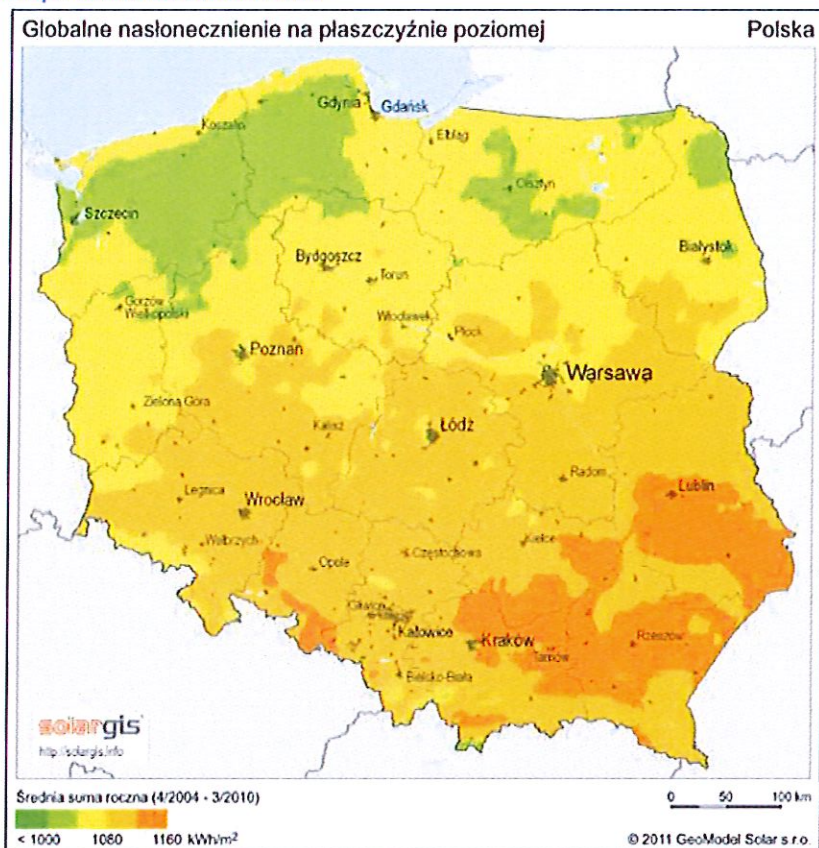 Globalne nasłonecznienie na płaszczyźnie poziomej Polska
Gdynia
Gdańsk
Koszalin
Elbląg
Olsztyn
Szczecin
Białystok
Bydgoszcz
Toruń
Gorzów
Wielkopolski
Włocławek
Płock
Poznań
Warsawa
Zielona Góra
Kalisz
Łódź
Radom
Lublin
Legnica
Wrocław
Wałbrzych
Opole
Częstochowa
Kielce
Gliwice
Katowice
Kraków
Tarnów
Rzeszów
Bielsko-Biała
solargis
http://solargis.info
Średnia suma roczna (4/2004 - 3/2010)
0 50 100 km
< 1000 1080 1160 kWh/m²
© 2011 GeoModel Solar s.r.o.